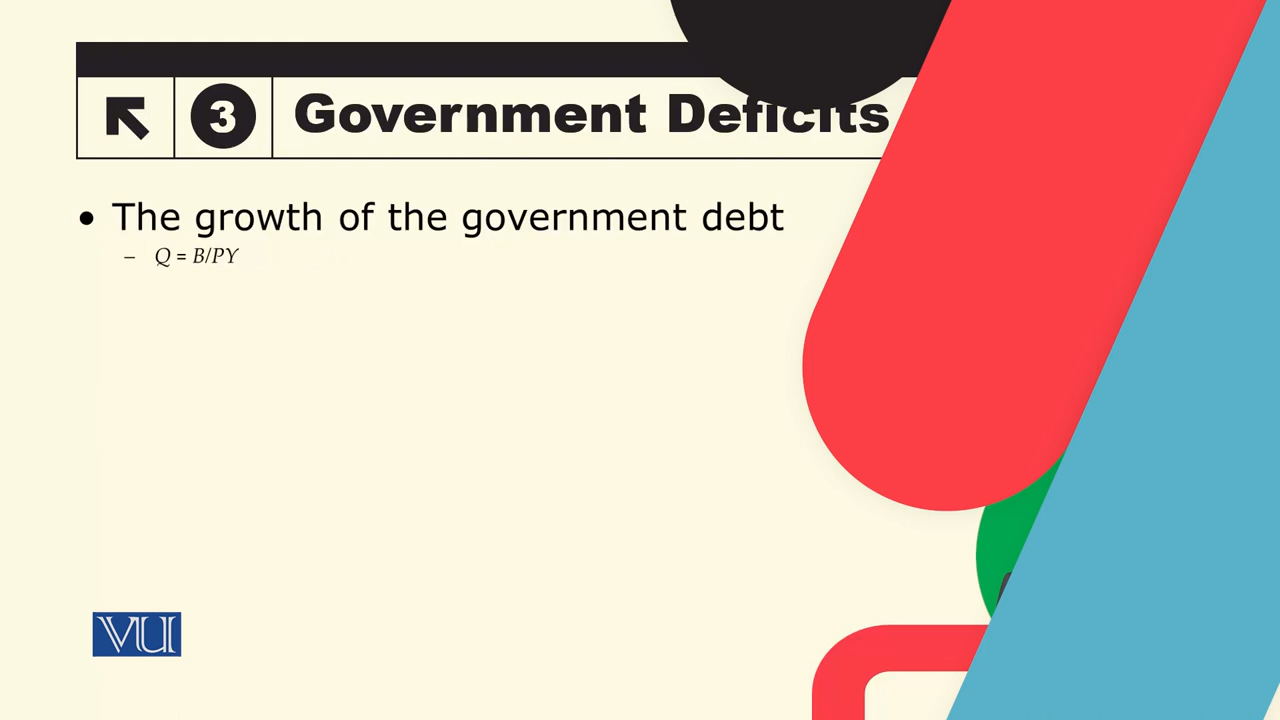 3 Government Deficits
• The growth of the government debt
– Q = B/PY
VU